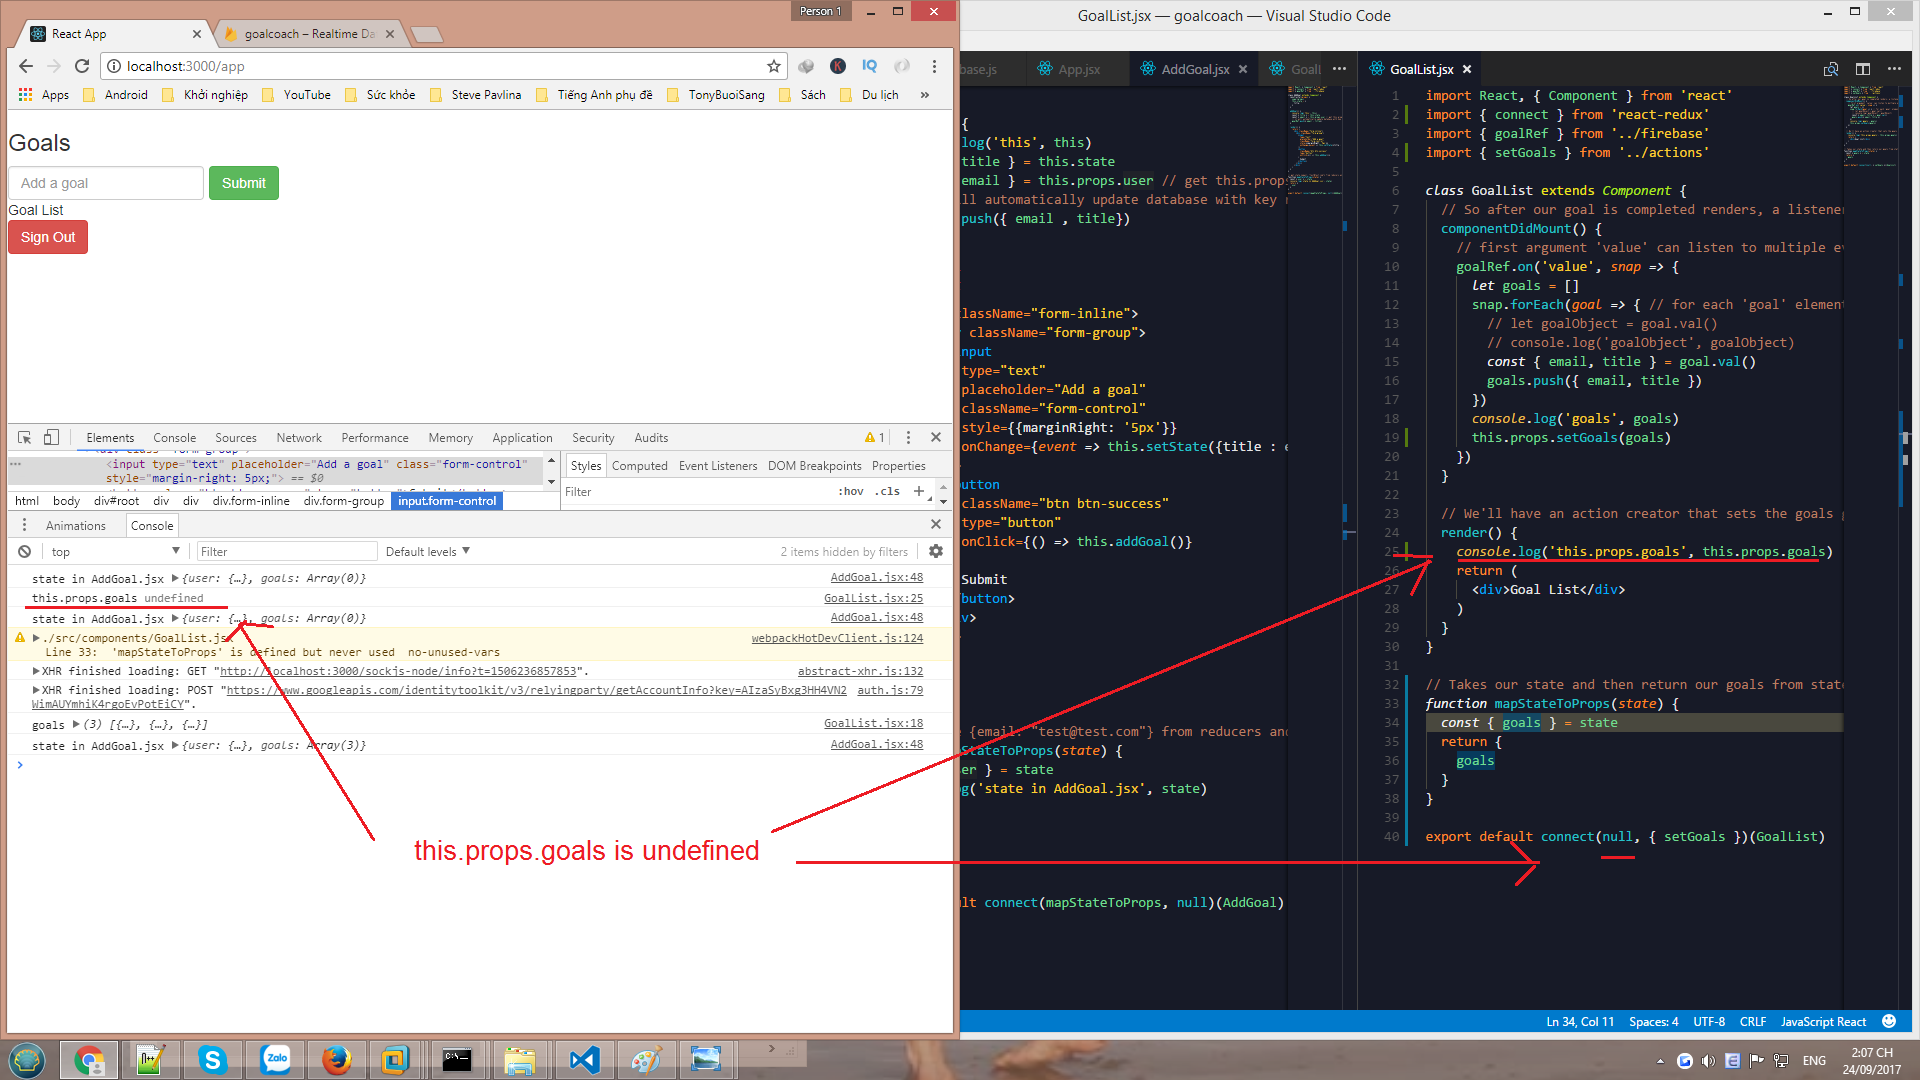 Person 1
React App
goalcoach – Realtime Da
localhost:3000/app
Apps
Android
Khởi nghiệp
YouTube
Sức khỏe
Steve Pavlina
Tiếng Anh phụ đề
TonyBuoiSang
Sách
Du lịch
»
Goals
Add a goal
Submit
Goal List
Sign Out
Elements Console Sources Network Performance Memory Application Security Audits 1
<input type="text" placeholder="Add a goal" class="form-control"
style="margin-right: 5px;"> == $0
html body div#root div div div.form-inline div.form-group input.form-control
Styles Computed Event Listeners DOM Breakpoints Properties
Filter :hov .cls +
Animations Console
top Filter Default levels 2 items hidden by filters
state in AddGoal.jsx {user: {…}, goals: Array(0)} AddGoal.jsx:48
this.props.goals undefined GoalList.jsx:25
state in AddGoal.jsx {user: {…}, goals: Array(0)} AddGoal.jsx:48
./src/components/GoalList.jsx webpackHotDevClient.js:124
Line 33: 'mapStateToProps' is defined but never used no-unused-vars
XHR finished loading: GET "http://localhost:3000/sockjs-node/info?t=1506236857853". abstract-xhr.js:132
XHR finished loading: POST "https://www.googleapis.com/identitytoolkit/v3/relyingparty/getAccountInfo?key=AIzaSyBxg3HH4VN2 auth.js:79
WimAUYmhiK4rgoEvPotEiCY".
goals (3) [{…}, {…}, {…}] GoalList.jsx:18
state in AddGoal.jsx {user: {…}, goals: Array(3)} AddGoal.jsx:48
this.props.goals is undefined
GoalList.jsx — goalcoach — Visual Studio Code
base.js App.jsx AddGoal.jsx GoalL
{
log('this', this)
title } = this.state
email } = this.props.user // get this.props
ll automatically update database with key
push({ email , title})
className="form-inline">
className="form-group">
input
type="text"
placeholder="Add a goal"
className="form-control"
style={{marginRight: '5px'}}
onChange={event => this.setState({title : e
button
className="btn btn-success"
type="button"
onClick={() => this.addGoal()}
Submit
button>
v>
e {email: "test@test.com"} from reducers and
StateToProps(state) {
er } = state
g('state in AddGoal.jsx', state)
lt connect(mapStateToProps, null)(AddGoal)
GoalList.jsx
1 import React, { Component } from 'react'
2 import { connect } from 'react-redux'
3 import { goalRef } from '../firebase'
4 import { setGoals } from '../actions'
5
6 class GoalList extends Component {
7 // So after our goal is completed renders, a listener
8 componentDidMount() {
9 // first argument 'value' can listen to multiple ev
10 goalRef.on('value', snap => {
11 let goals = []
12 snap.forEach(goal => { // for each 'goal' element
13 // let goalObject = goal.val()
14 // console.log('goalObject', goalObject)
15 const { email, title } = goal.val()
16 goals.push({ email, title })
17 })
18 console.log('goals', goals)
19 this.props.setGoals(goals)
20 })
21 }
22
23 // We'll have an action creator that sets the goals
24 render() {
25 console.log('this.props.goals', this.props.goals)
26 return (
27 <div>Goal List</div>
28 )
29 }
30 }
31
32 // Takes our state and then return our goals from stat
33 function mapStateToProps(state) {
34 const { goals } = state
35 return {
36 goals
37 }
38 }
39
40 export default connect(null, { setGoals })(GoalList)
Ln 34, Col 11 Spaces: 4 UTF-8 CRLF JavaScript React
Zalo
ENG
2:07 CH
24/09/2017